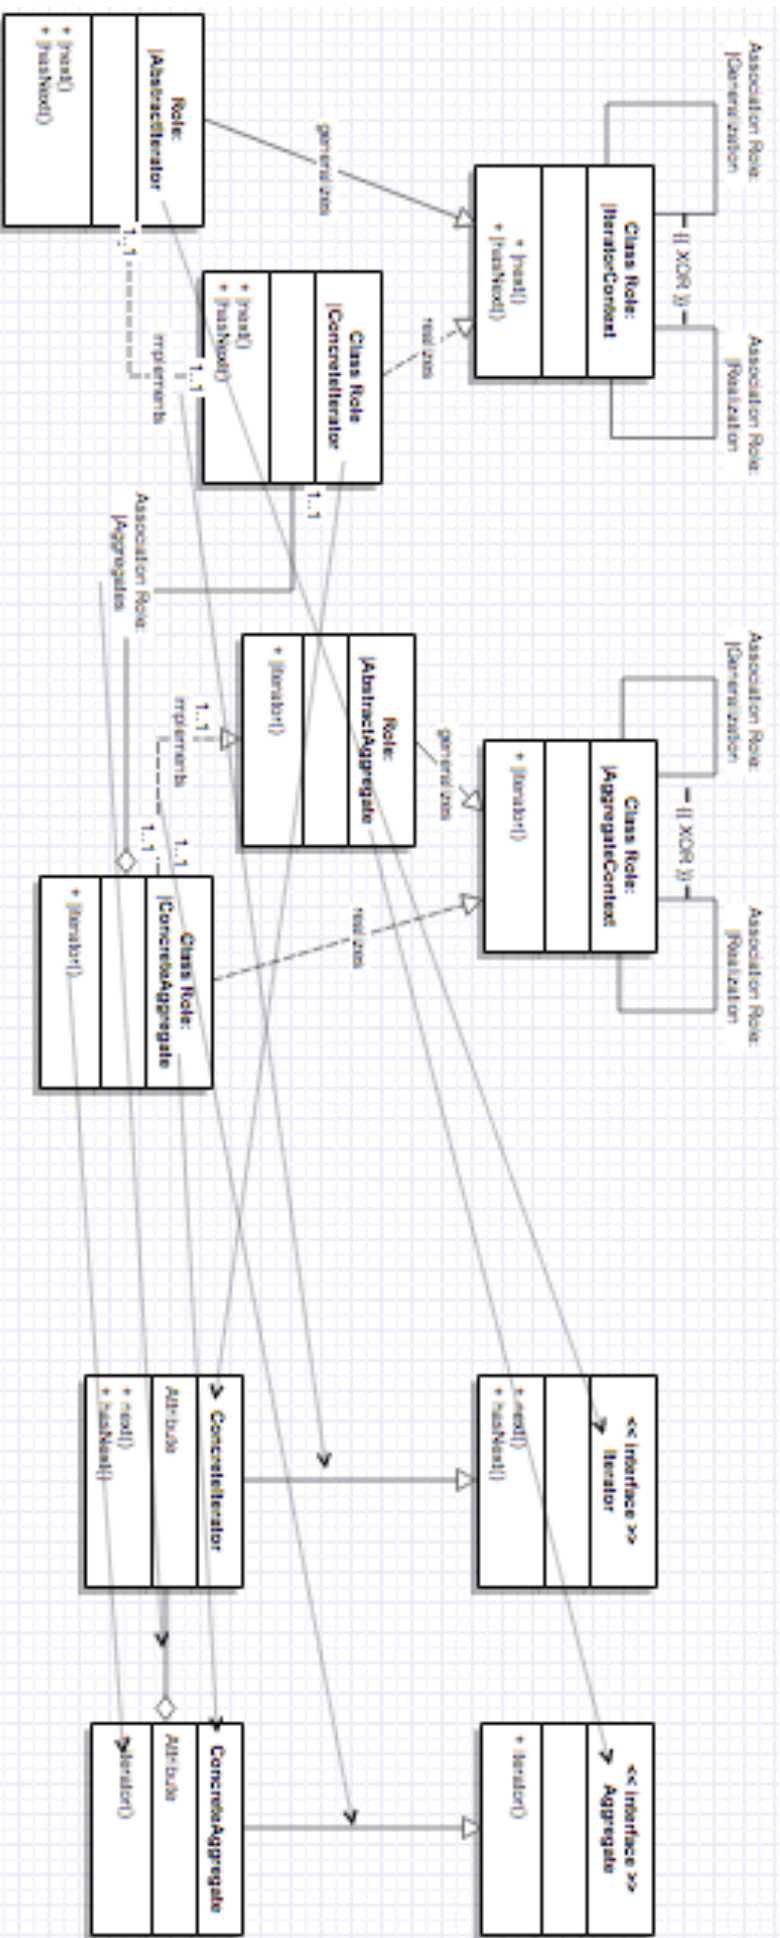 Association Role:
|Generalization
{{ XOR }}
Association Role:
|Realization
Class Role:
|IteratorContext
+ |next()
+ |hasNext()
generalizes
realizes
Role:
|AbstractIterator
+ |next()
+ |hasNext()
1..1
implements
1..1
Class Role
|ConcreteIterator
+ |next()
+ |hasNext()
1..1
Association Role:
|Aggregates
Association Role:
|Generalization
{{ XOR }}
Association Role:
|Realization
Class Role:
|AggregateContext
+ |iterator()
generalizes
realizes
Role:
|AbstractAggregate
+ |iterator()
1..1
implements
1..1
1..1
Class Role:
|ConcreteAggregate
+ |iterator()
<< interface >>
Iterator
+ next()
+ hasNext()
<< interface >>
Aggregate
+ iterator()
ConcreteIterator
Attribute
+ next()
+ hasNext()
ConcreteAggregate
Attribute
iterator()